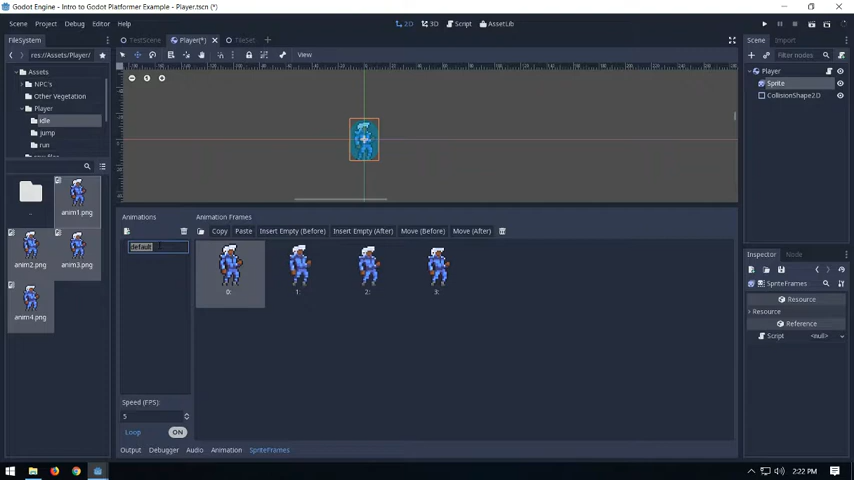 Godot Engine - Intro to Godot Platformer Example - Player.tscn (*)
Scene Project Debug Editor Help
2D 3D Script AssetLib
FileSystem
TestScene Player(*) TileSet
Scene Import
res://Assets/Player/
View
Filter nodes
Assets
NPC's
Other Vegetation
Player
idle
jump
run
Player
Sprite
CollisionShape2D
anim1.png
anim2.png anim3.png
anim4.png
Animations
Animation Frames
Copy Paste Insert Empty (Before) Insert Empty (After) Move (Before) Move (After)
default
0: 1: 2: 3:
Speed (FPS):
5
Loop ON
Output Debugger Audio Animation SpriteFrames
Inspector Node
SpriteFrames
Resource
Resource
Reference
Script <null>
2:22 PM